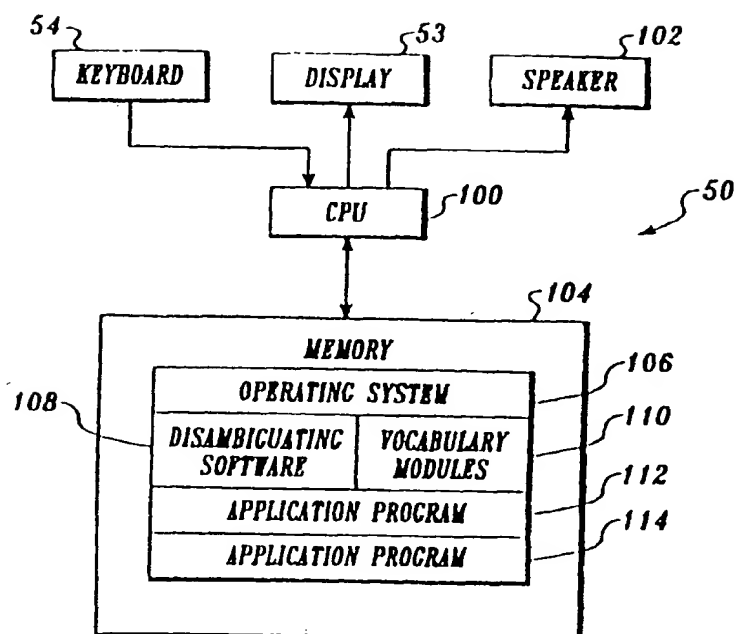 54
53
102
KEYBOARD
DISPLAY
SPEAKER
CPU
100
50
104
MEMORY
106
OPERATING SYSTEM
108
110
DISAMBIGUATING
SOFTWARE
VOCABULARY
MODULES
112
APPLICATION PROGRAM
114
APPLICATION PROGRAM